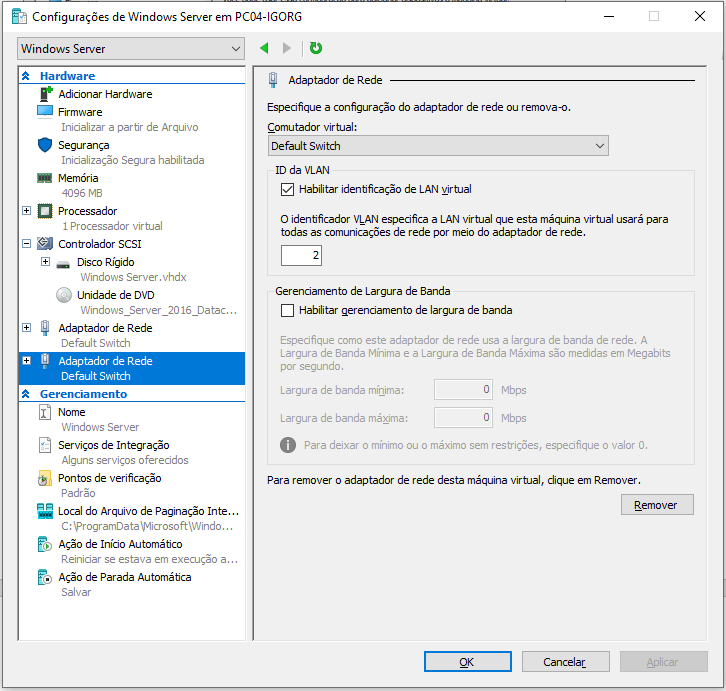 Configurações de Windows Server em PC04-IGORG
Windows Server
Hardware
Adicionar Hardware
Firmware
Inicializar a partir de Arquivo
Segurança
Inicialização Segura habilitada
Memória
4096 MB
Processador
1 Processador virtual
Controlador SCSI
Disco Rígido
Windows Server.vhdx
Unidade de DVD
Windows_Server_2016_Datac...
Adaptador de Rede
Default Switch
Adaptador de Rede
Default Switch
Gerenciamento
Nome
Windows Server
Serviços de Integração
Alguns serviços oferecidos
Pontos de verificação
Padrão
Local do Arquivo de Paginação Inte...
C:\ProgramData\Microsoft\Windo...
Ação de Início Automático
Reiniciar se estava em execução a...
Ação de Parada Automática
Salvar
Adaptador de Rede
Especifique a configuração do adaptador de rede ou remova-o.
Comutador virtual:
Default Switch
ID da VLAN
Habilitar identificação de LAN virtual
O identificador VLAN especifica a LAN virtual que esta máquina virtual usará para
todas as comunicações de rede por meio do adaptador de rede.
2
Gerenciamento de Largura de Banda
Habilitar gerenciamento de largura de banda
Especifique como este adaptador de rede usa a largura de banda de rede. A
Largura de Banda Mínima e a Largura de Banda Máxima são medidas em Megabits
por segundo.
Largura de banda mínima: 0 Mbps
Largura de banda máxima: 0 Mbps
Para deixar o mínimo ou o máximo sem restrições, especifique o valor 0.
Para remover o adaptador de rede desta máquina virtual, clique em Remover.
Remover
OK Cancelar Aplicar